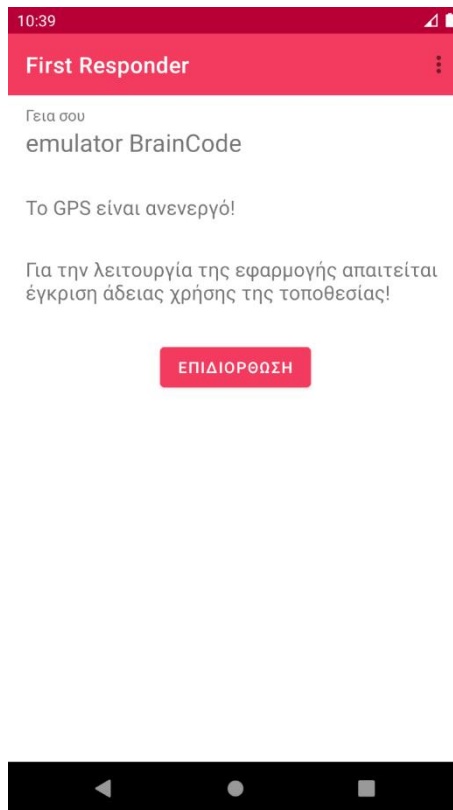 10:39
First Responder
Γεια σου
emulator BrainCode
Το GPS είναι ανενεργό!
Για την λειτουργία της εφαρμογής απαιτείται
έγκριση άδειας χρήσης της τοποθεσίας!
ΕΠΙΔΙΟΡΘΩΣΗ